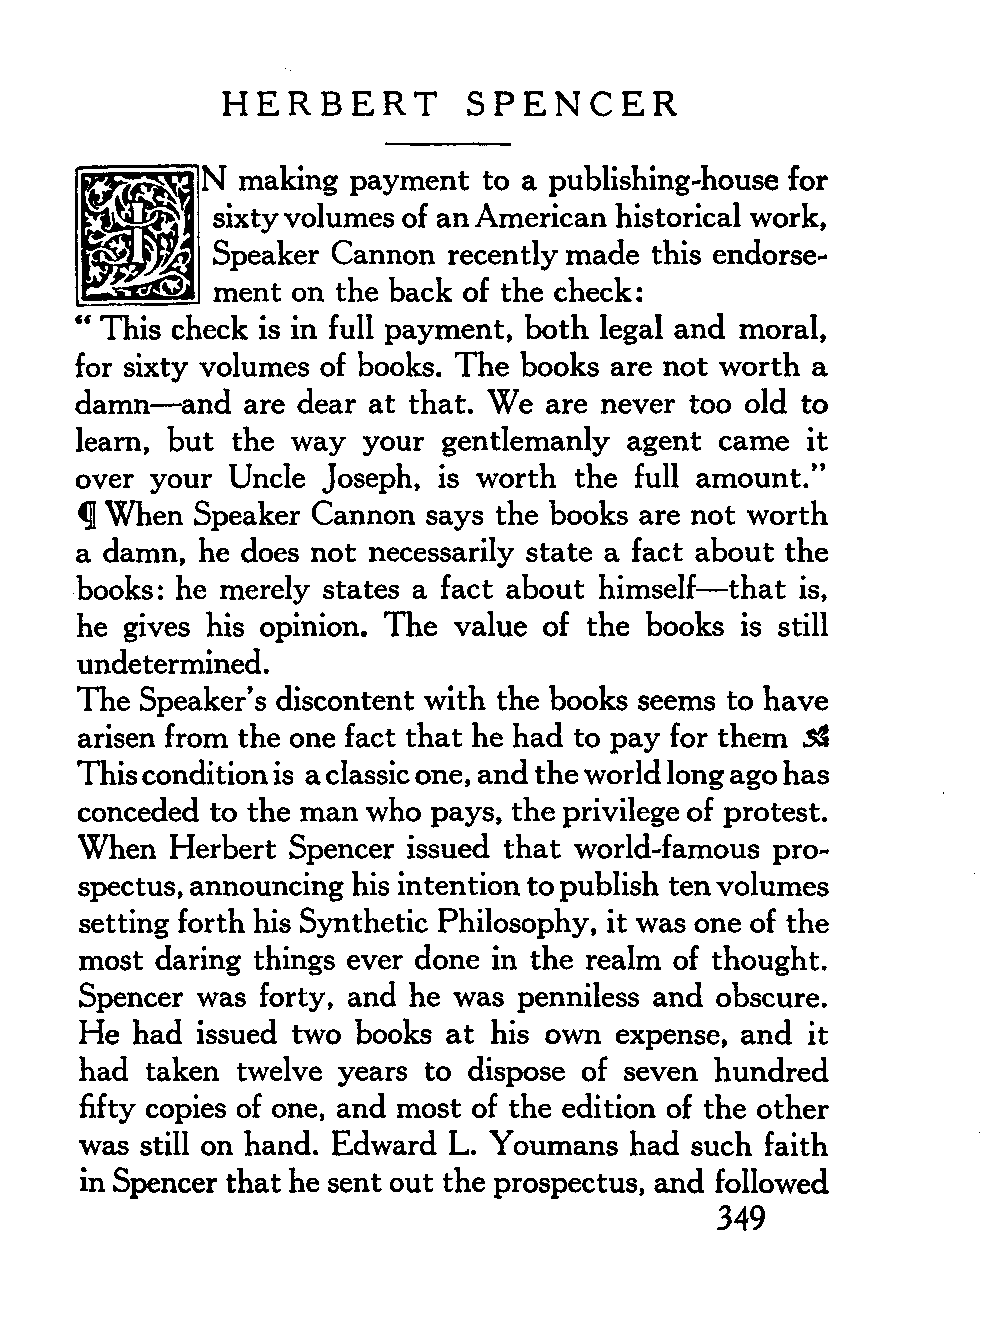 HERBERT SPENCER
IN making payment to a publishing-house for
sixty volumes of an American historical work,
Speaker Cannon recently made this endorse-
ment on the back of the check:
“ This check is in full payment, both legal and moral,
for sixty volumes of books. The books are not worth a
damn—and are dear at that. We are never too old to
learn, but the way your gentlemanly agent came it
over your Uncle Joseph, is worth the full amount.”
¶ When Speaker Cannon says the books are not worth
a damn, he does not necessarily state a fact about the
books: he merely states a fact about himself—that is,
he gives his opinion. The value of the books is still
undetermined.
The Speaker’s discontent with the books seems to have
arisen from the one fact that he had to pay for them
This condition is a classic one, and the world long ago has
conceded to the man who pays, the privilege of protest.
When Herbert Spencer issued that world-famous pro-
spectus, announcing his intention to publish ten volumes
setting forth his Synthetic Philosophy, it was one of the
most daring things ever done in the realm of thought.
Spencer was forty, and he was penniless and obscure.
He had issued two books at his own expense, and it
had taken twelve years to dispose of seven hundred
fifty copies of one, and most of the edition of the other
was still on hand. Edward L. Youmans had such faith
in Spencer that he sent out the prospectus, and followed
349